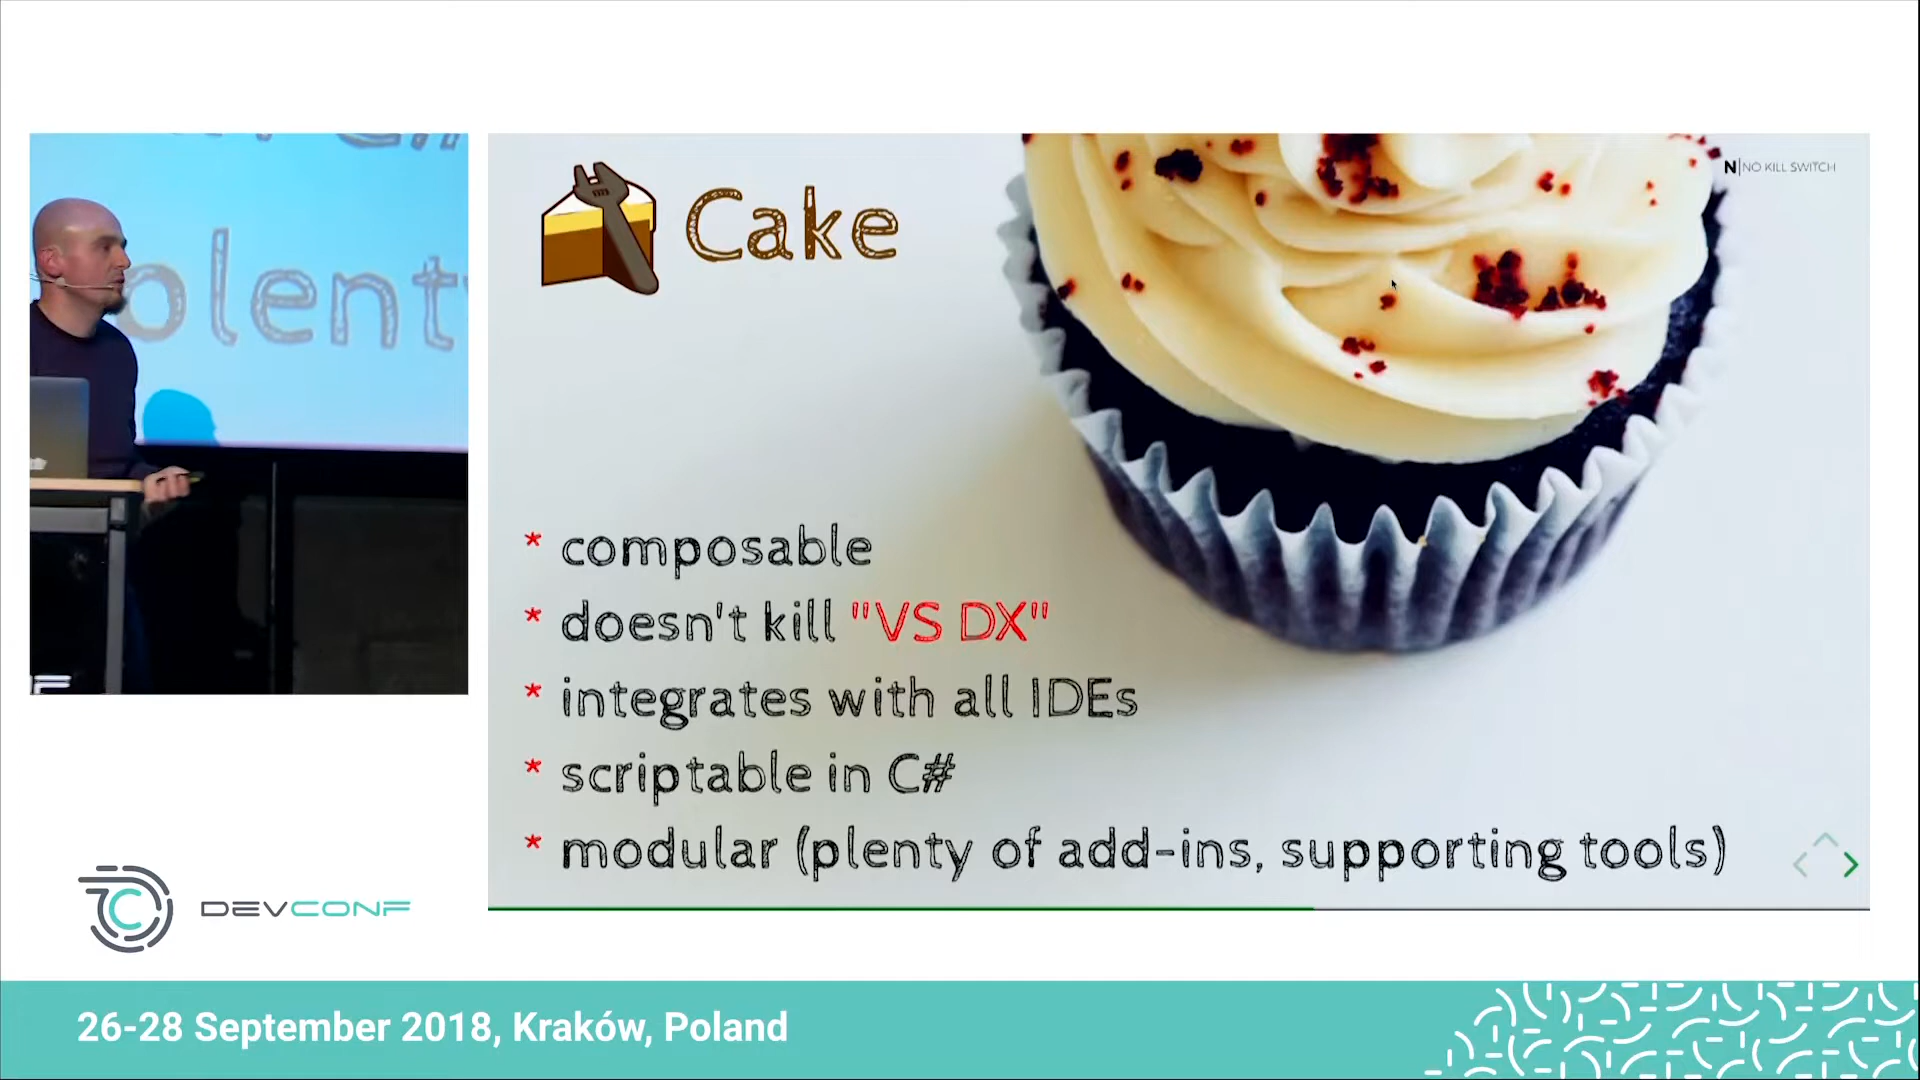 Cake
N|NO KILL SWITCH
* composable
* doesn't kill "VS DX"
* integrates with all IDEs
* scriptable in C#
* modular (plenty of add-ins, supporting tools)
olent
DEVCONF
26-28 September 2018, Kraków, Poland